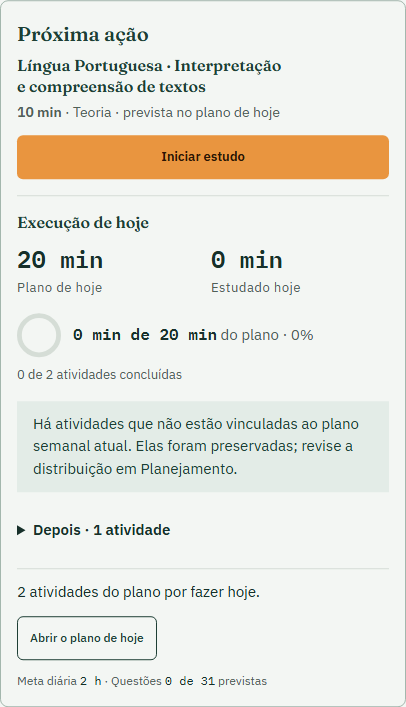 Próxima ação
Língua Portuguesa · Interpretação
e compreensão de textos
10 min · Teoria · prevista no plano de hoje
Iniciar estudo
Execução de hoje
20 min
0 min
Plano de hoje
Estudado hoje
0 min de 20 min do plano · 0%
0 de 2 atividades concluídas
Há atividades que não estão vinculadas ao plano
semanal atual. Elas foram preservadas; revise a
distribuição em Planejamento.
Depois · 1 atividade
2 atividades do plano por fazer hoje.
Abrir o plano de hoje
Meta diária 2 h · Questões 0 de 31 previstas